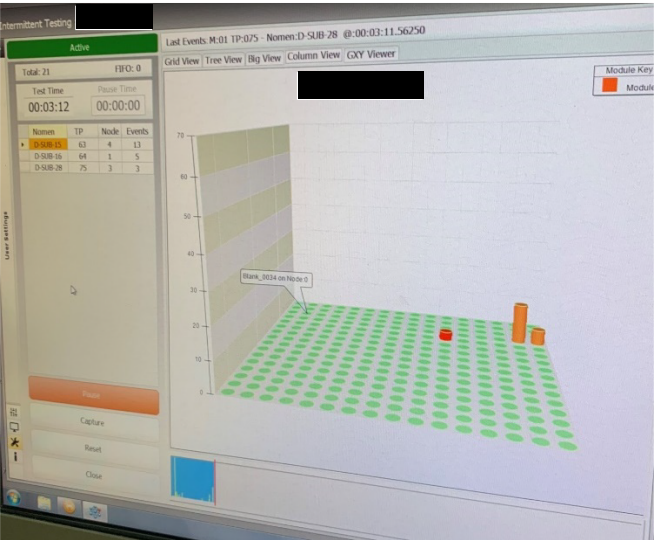 Intermittent Testing
Active
Total: 21 FIFO: 0
Test Time Pause Time
00:03:12 00:00:00
Nomen TP Node Events
D-SUB-15 63 4 13
D-SUB-16 64 1 5
D-SUB-28 75 3 3
User Settings
Pause
Capture
Reset
Close
Last Events: M:01 TP:075 - Nomen:D-SUB-28 @:00:03:11.56250
Grid View Tree View Big View Column View GXY Viewer
Module Key
Module
70
60
50
40
30
20
10
0
Blank_0034 on Node:0